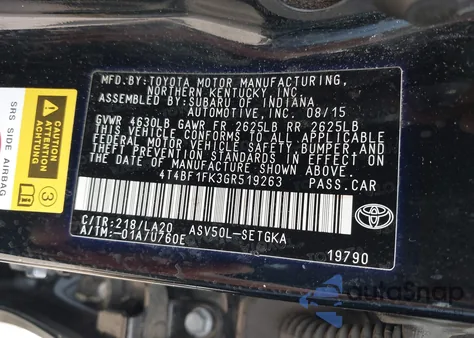 MFD.BY:TOYOTA MOTOR MANUFACTURING,
NORTHERN KENTUCKY, INC
ASSEMBLED BY:SUBARU OF INDIANA
AUTOMOTIVE, INC. 08/15
GVWR 4630LB GAWR FR 2625LB RR 2625LB
THIS VEHICLE CONFORMS TO ALL APPLICABLE
FEDERAL MOTOR VEHICLE SAFETY,BUMPER,AND
THEFT PREVENTION STANDARDS IN EFFECT ON
THE DATE OF MANUFACTURE SHOWN ABOVE.
4T4BF1FK3GR519263 PASS.CAR
C/TR:218/LA20 ASV50L-SETGKA
A/TM:-01A/U760E
19790
TOYOTA
SRS SIDE AIRBAG
3
autoSnap